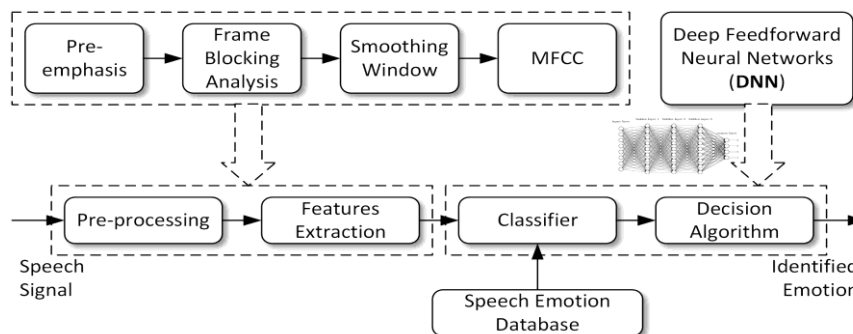 Pre-
emphasis
Frame
Blocking
Analysis
Smoothing
Window
MFCC
Deep Feedforward
Neural Networks
(DNN)
Pre-processing
Features
Extraction
Classifier
Decision
Algorithm
Speech
Signal
Identified
Emotion
Speech Emotion
Database